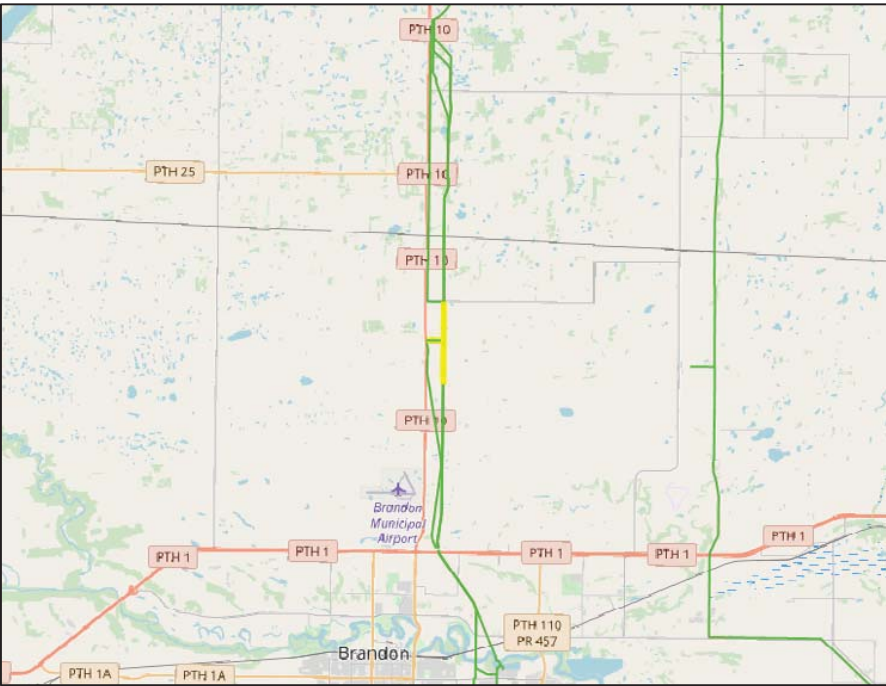 PTH 10
PTH 25
PTH 10
PTH 10
PTH 10
Brandon
Municipal
Airport
PTH 1
PTH 1
PTH 1
PTH 1
PTH 1
PTH 110
PR 457
Brandon
PTH 1A
PTH 1A